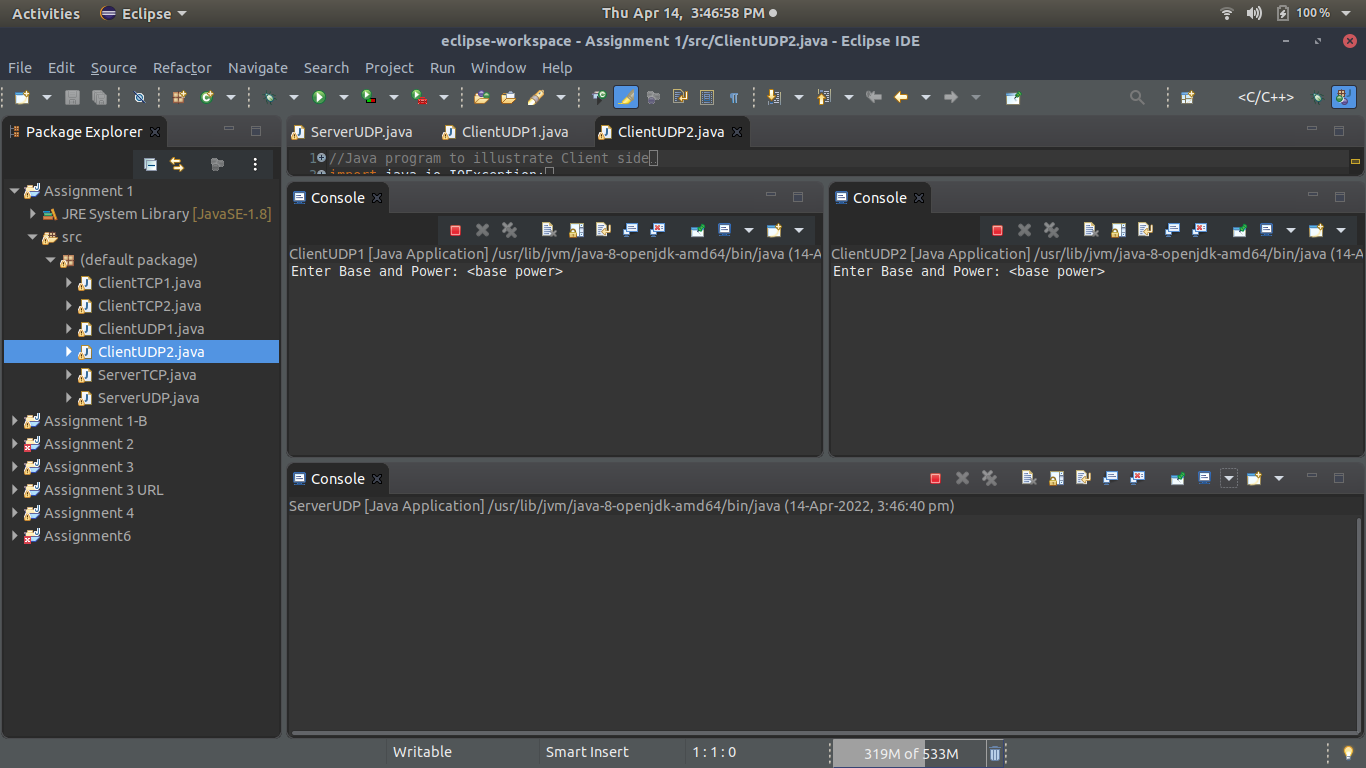 Activities Eclipse Thu Apr 14, 3:46:58 PM 100 %
eclipse-workspace - Assignment 1/src/ClientUDP2.java - Eclipse IDE
File Edit Source Refactor Navigate Search Project Run Window Help
<C/C++>
Package Explorer
Assignment 1
JRE System Library [JavaSE-1.8]
src
(default package)
ClientTCP1.java
ClientTCP2.java
ClientUDP1.java
ClientUDP2.java
ServerTCP.java
ServerUDP.java
Assignment 1-B
Assignment 2
Assignment 3
Assignment 3 URL
Assignment 4
Assignment6
ServerUDP.java ClientUDP1.java ClientUDP2.java
1 //Java program to illustrate Client side
2 import java.io.IOException;
Console
ClientUDP1 [Java Application] /usr/lib/jvm/java-8-openjdk-amd64/bin/java (14-A
Enter Base and Power: <base power>
Console
ClientUDP2 [Java Application] /usr/lib/jvm/java-8-openjdk-amd64/bin/java (14-A
Enter Base and Power: <base power>
Console
ServerUDP [Java Application] /usr/lib/jvm/java-8-openjdk-amd64/bin/java (14-Apr-2022, 3:46:40 pm)
Writable Smart Insert 1 : 1 : 0 319M of 533M